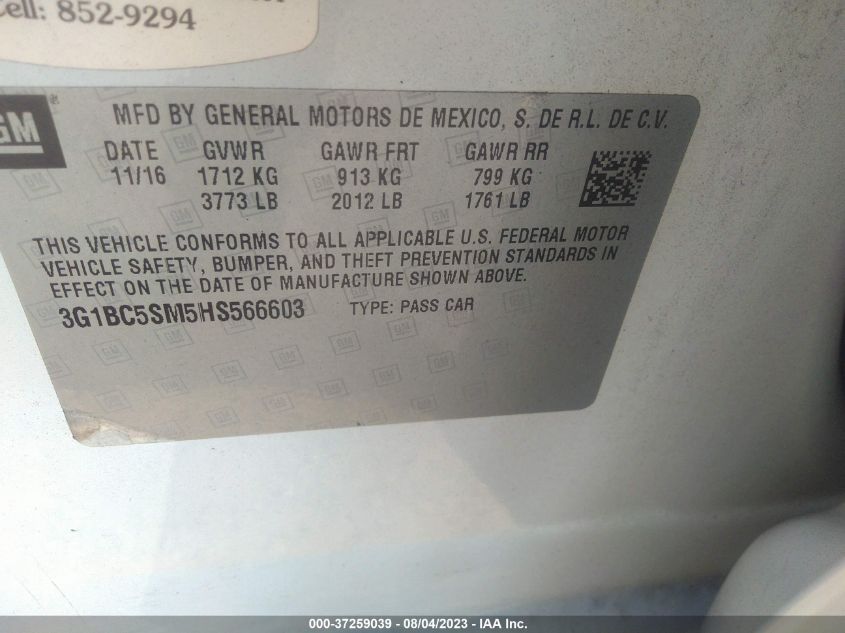 Cell: 852-9294
GM ®
MFD BY GENERAL MOTORS DE MEXICO, S. DE R.L. DE C.V.
DATE GVWR GAWR FRT GAWR RR
11/16 1712 KG 913 KG 799 KG
3773 LB 2012 LB 1761 LB
THIS VEHICLE CONFORMS TO ALL APPLICABLE U.S. FEDERAL MOTOR
VEHICLE SAFETY, BUMPER, AND THEFT PREVENTION STANDARDS IN
EFFECT ON THE DATE OF MANUFACTURE SHOWN ABOVE.
3G1BC5SM5HS566603 TYPE: PASS CAR
000-37259039 - 08/04/2023 - IAA Inc.